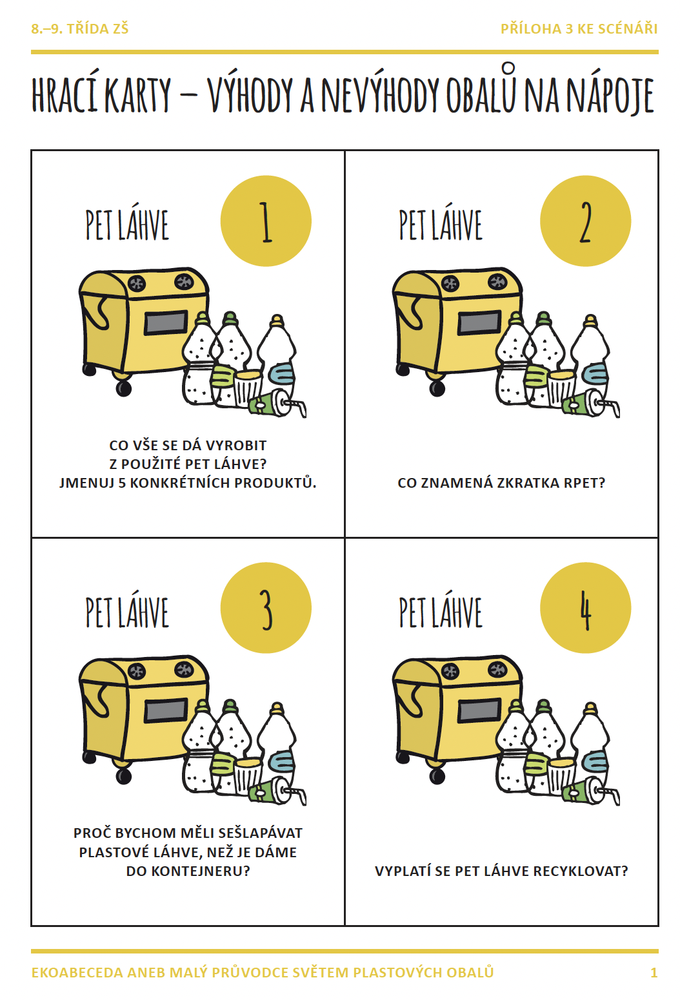 8.–9. TŘÍDA ZŠ
PŘÍLOHA 3 KE SCÉNÁŘI
HRACÍ KARTY – VÝHODY A NEVÝHODY OBALŮ NA NÁPOJE
PET LÁHVE
1
CO VŠE SE DÁ VYROBIT
Z POUŽITÉ PET LÁHVE?
JMENUJ 5 KONKRÉTNÍCH PRODUKTŮ.
PET LÁHVE
2
CO ZNAMENÁ ZKRATKA RPET?
PET LÁHVE
3
PROČ BYCHOM MĚLI SEŠLAPÁVAT
PLASTOVÉ LÁHVE, NEŽ JE DÁME
DO KONTEJNERU?
PET LÁHVE
4
VYPLATÍ SE PET LÁHVE RECYKLOVAT?
EKOABECEDA ANEB MALÝ PRŮVODCE SVĚTEM PLASTOVÝCH OBALŮ
1